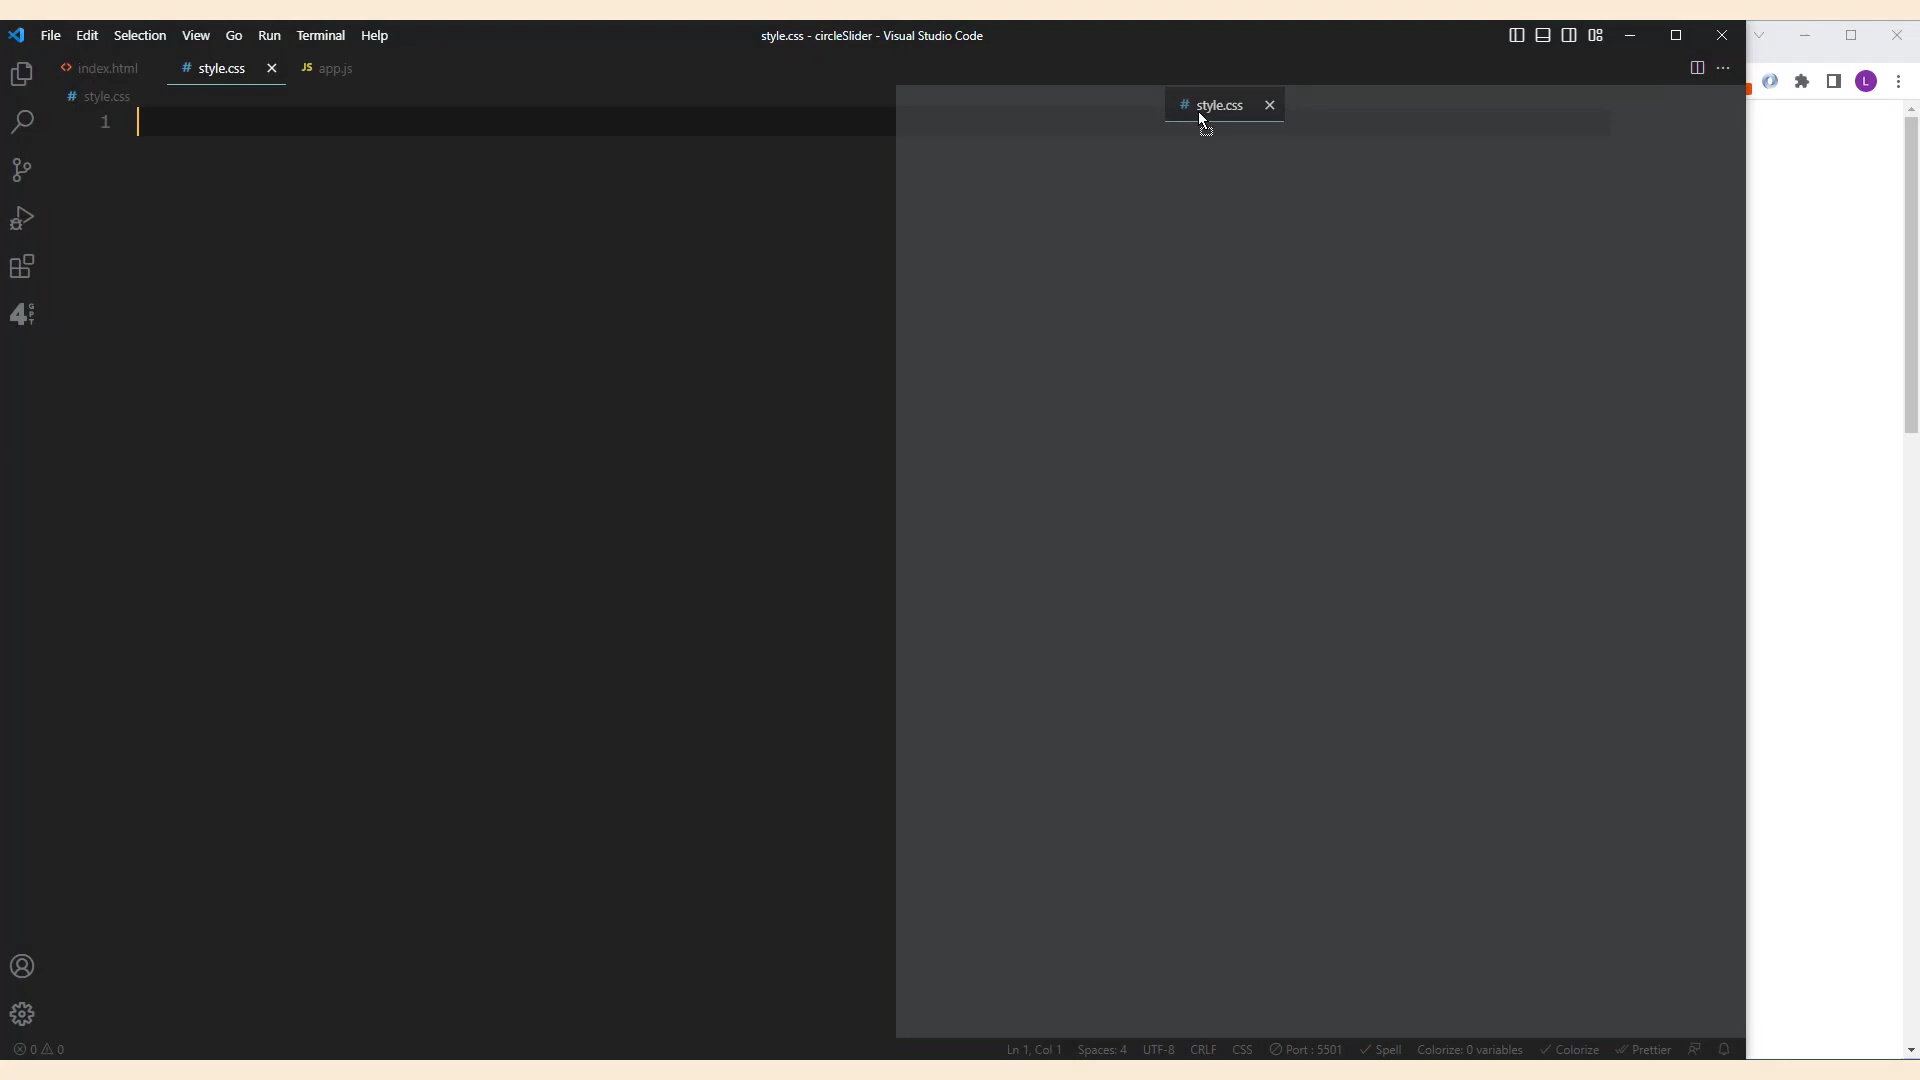 File Edit Selection View Go Run Terminal Help
style.css - circleSlider - Visual Studio Code
index.html
# style.css
JS app.js
# style.css
# style.css
1
L
4 GPT
0 0
Ln 1, Col 1 Spaces: 4 UTF-8 CRLF CSS Port : 5501 Spell Colorize: 0 variables Colorize Prettier